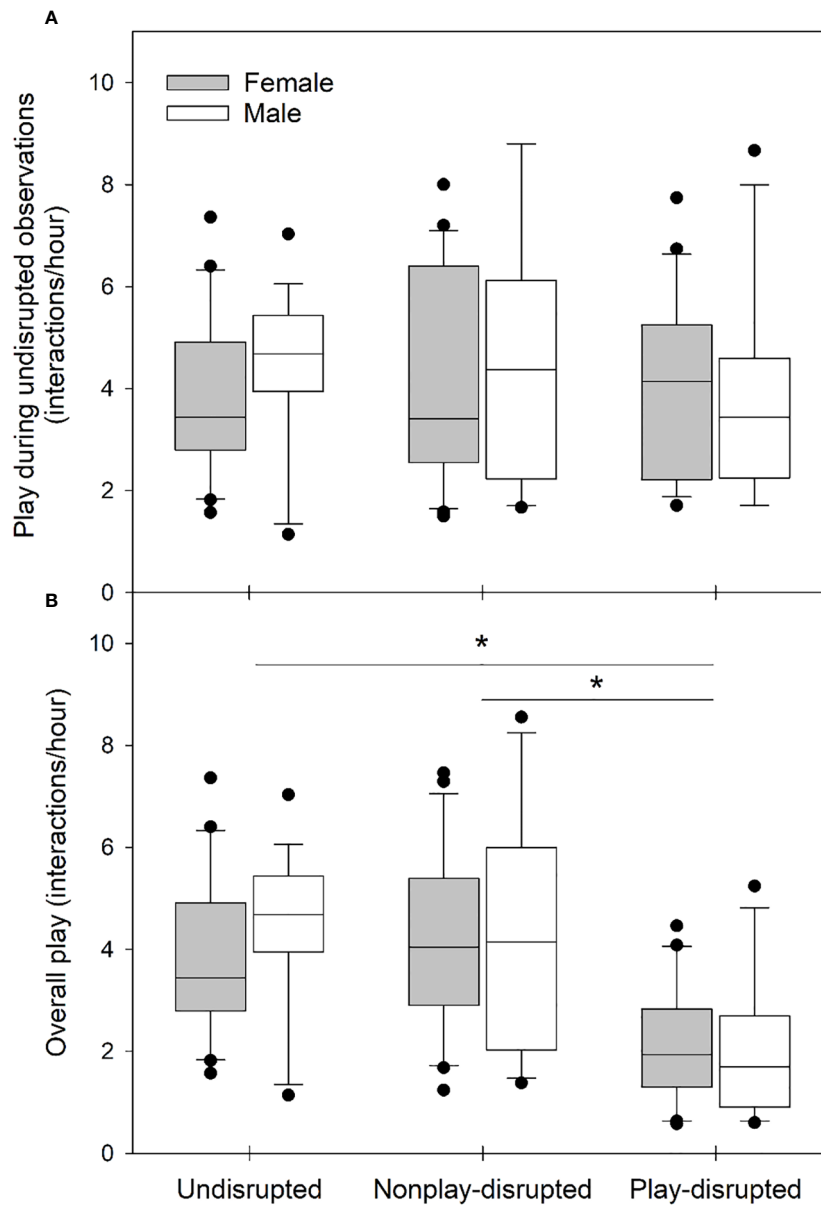 A
Play during undisrupted observations
(interactions/hour)
10
8
6
4
2
0
Female
Male
B
Overall play (interactions/hour)
10
8
6
4
2
0
*
*
Undisrupted
Nonplay-disrupted
Play-disrupted